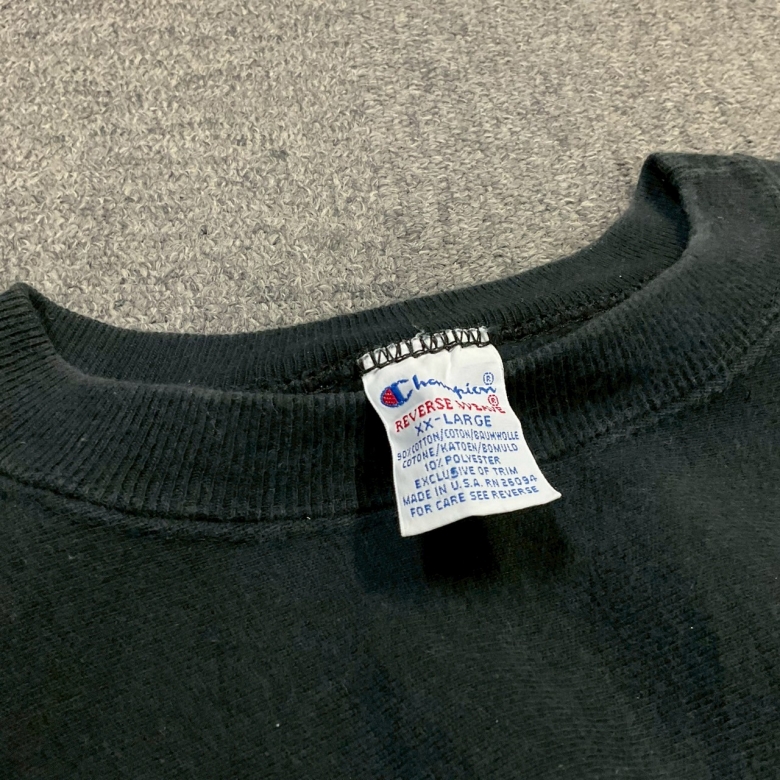 Champion®
REVERSE WEAVE®
XX-LARGE
90% COTTON/COTON/BAUMWOLLE
COTONE/KATOEN/BOMULD
10% POLYESTER
EXCLUSIVE OF TRIM
MADE IN U.S.A. RN 26094
FOR CARE SEE REVERSE